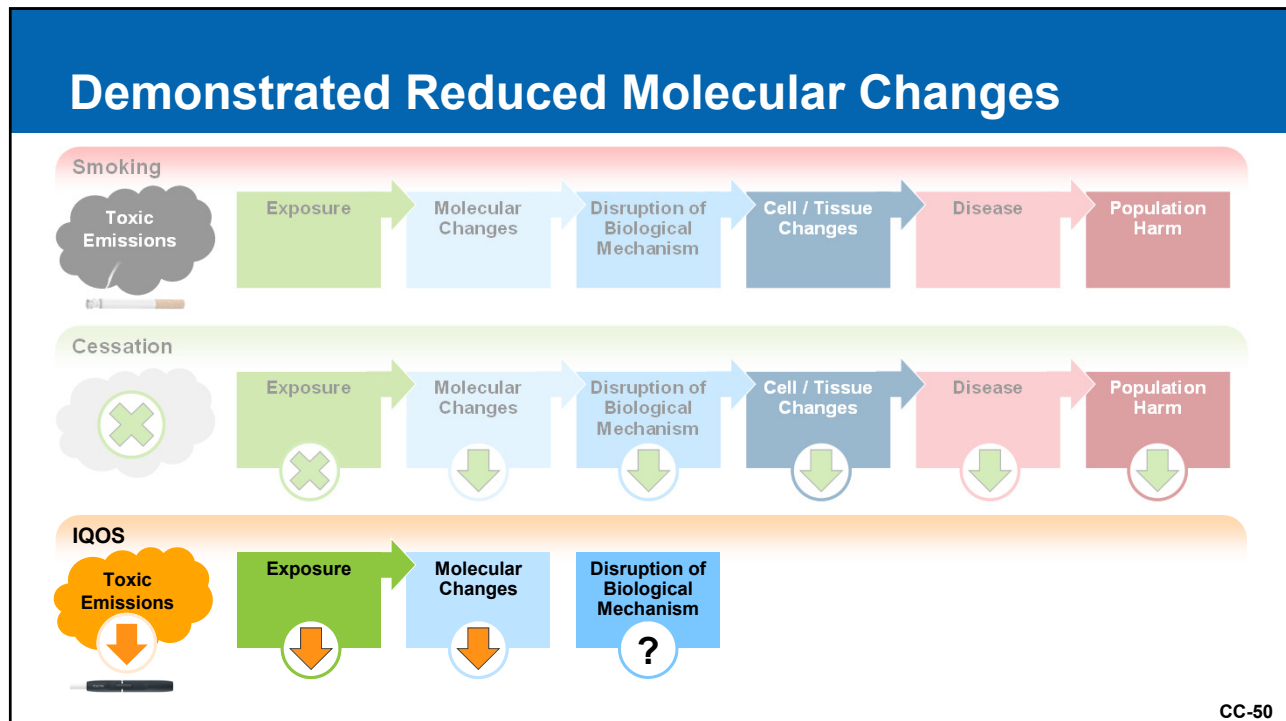 Demonstrated Reduced Molecular Changes
Smoking
Toxic
Emissions
Exposure
Molecular
Changes
Disruption of
Biological
Mechanism
Cell / Tissue
Changes
Disease
Population
Harm
Cessation
Exposure
Molecular
Changes
Disruption of
Biological
Mechanism
Cell / Tissue
Changes
Disease
Population
Harm
IQOS
Toxic
Emissions
Exposure
Molecular
Changes
Disruption of
Biological
Mechanism
?
CC-50